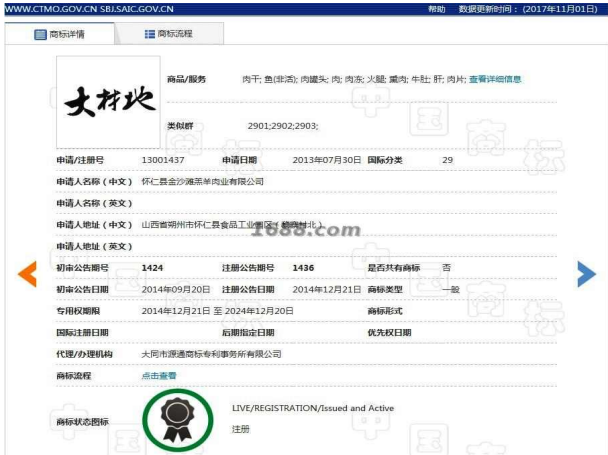 WWW.CTMO.GOV.CN SBJ.SAIC.GOV.CN 帮助 数据更新时间： (2017年11月01日)
商标详情 商标流程
大材地
商品/服务 肉干; 鱼(非活); 肉罐头; 肉; 肉冻; 火腿; 熏肉; 牛肚; 肝; 肉片; 查看详细信息
类似群 2901;2902;2903;
申请/注册号 13001437 申请日期 2013年07月30日 国际分类 29
申请人名称（中文） 怀仁县金沙滩羔羊肉业有限公司
申请人名称（英文）
申请人地址（中文） 山西省朔州市怀仁县食品工业园区（ 村北）
1688.com
申请人地址（英文）
初审公告期号 1424 注册公告期号 1436 是否共有商标 否
初审公告日期 2014年09月20日 注册公告日期 2014年12月21日 商标类型 一般
专用权期限 2014年12月21日 至 2024年12月20日 商标形式
国际注册日期 后期指定日期 优先权日期
代理/办理机构 大同市源通商标专利事务所有限公司
商标流程 点击查看
商标状态图标 LIVE/REGISTRATION/Issued and Active
注册